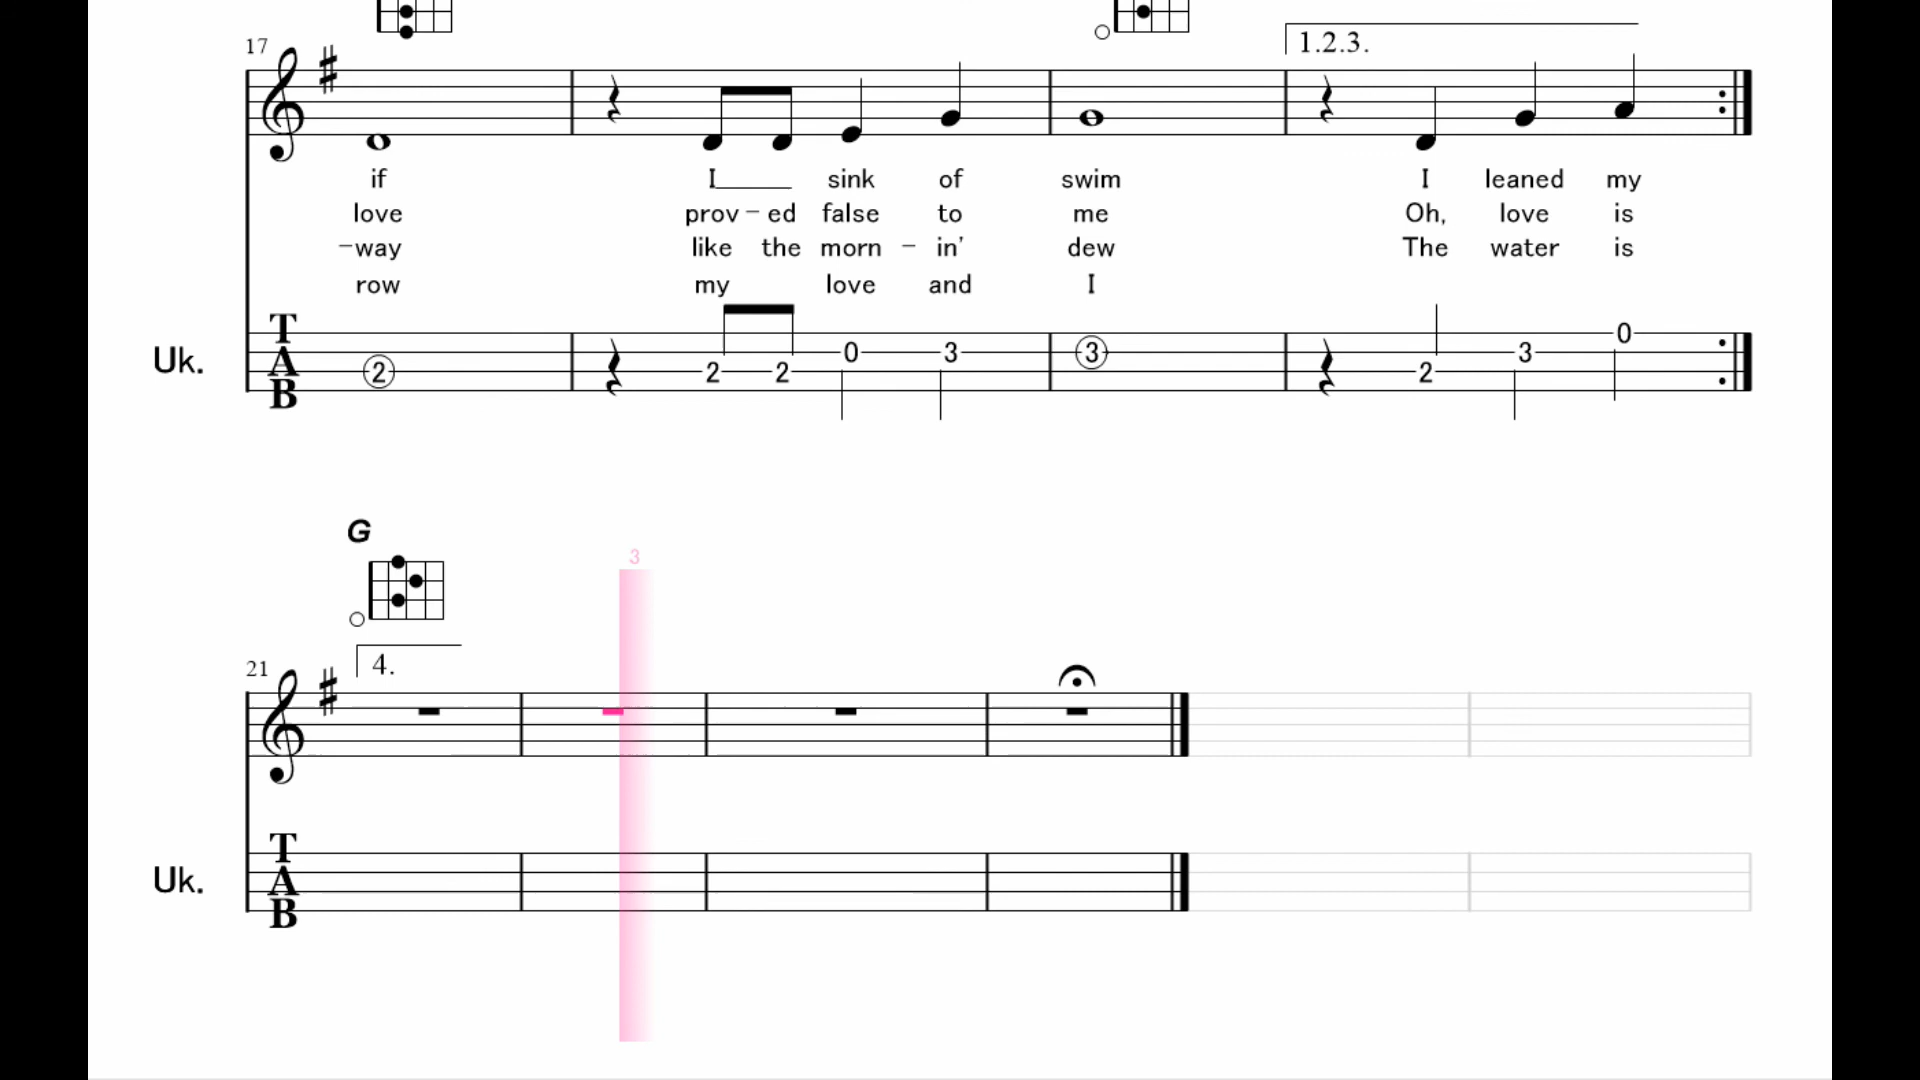 17
1.2.3.
if I sink of swim I leaned my
love prov - ed false to me Oh, love is
-way like the morn - in' dew The water is
row my love and I
Uk. TAB 2 2 2 0 3 3 2 3 0
G
3
21 4.
Uk. TAB